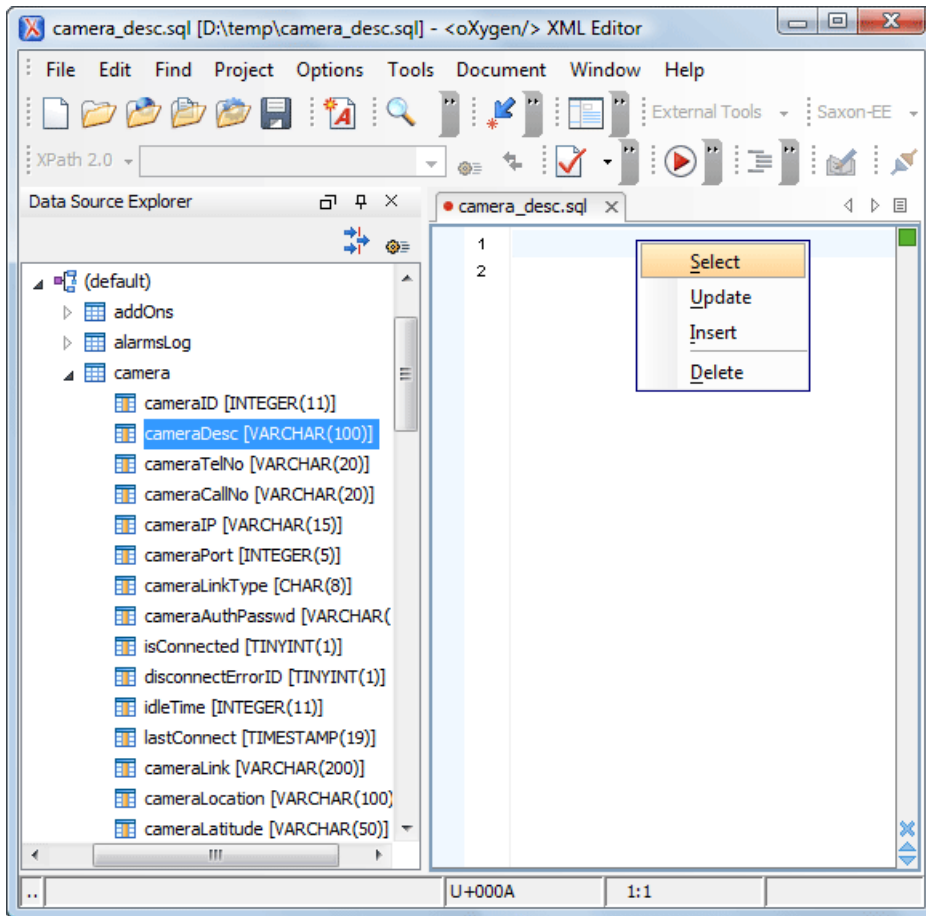 camera_desc.sql [D:\temp\camera_desc.sql] - <oXygen/> XML Editor
File Edit Find Project Options Tools Document Window Help
External Tools Saxon-EE
XPath 2.0
Data Source Explorer
camera_desc.sql
(default)
addOns
alarmsLog
camera
cameraID [INTEGER(11)]
cameraDesc [VARCHAR(100)]
cameraTelNo [VARCHAR(20)]
cameraCallNo [VARCHAR(20)]
cameraIP [VARCHAR(15)]
cameraPort [INTEGER(5)]
cameraLinkType [CHAR(8)]
cameraAuthPasswd [VARCHAR(
isConnected [TINYINT(1)]
disconnectErrorID [TINYINT(1)]
idleTime [INTEGER(11)]
lastConnect [TIMESTAMP(19)]
cameraLink [VARCHAR(200)]
cameraLocation [VARCHAR(100)
cameraLatitude [VARCHAR(50)]
1
2
Select
Update
Insert
Delete
.. U+000A 1:1